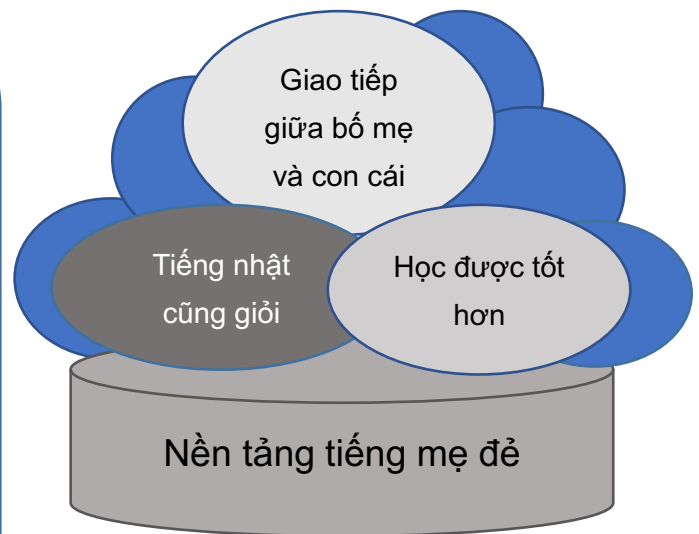 Giao tiếp
giữa bố mẹ
và con cái
Tiếng nhật
cũng giỏi
Học được tốt
hơn
Nền tảng tiếng mẹ đẻ